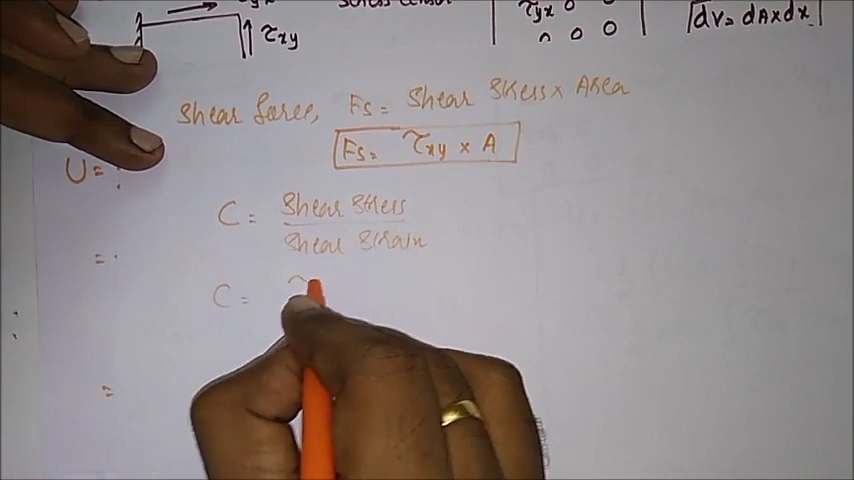 τxy
τyx 0
0 0 0
dv= dA×dx
Shear force, Fs= Shear Stress × Area
Fs= τxy × A
U=
C = Shear Stress
Shear Strain
=
C =
=